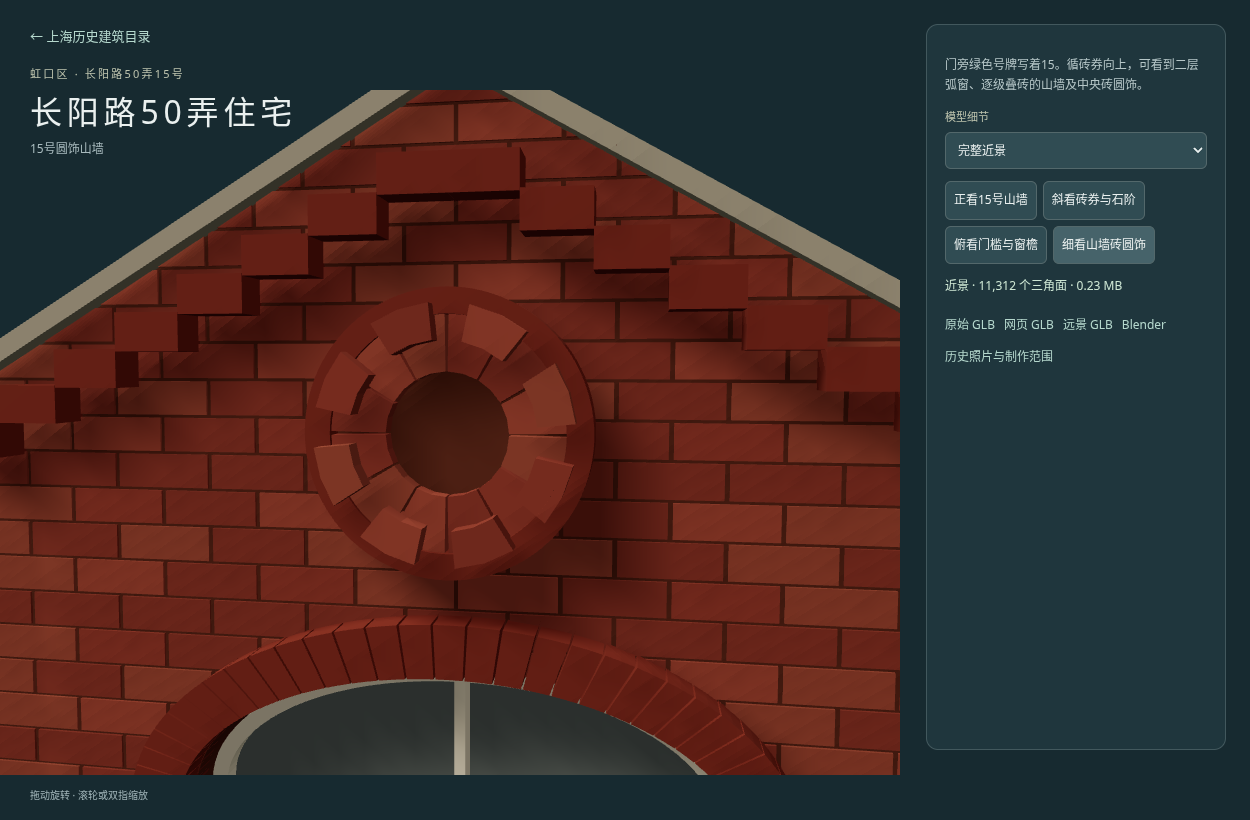 ← 上海历史建筑目录
虹口区 · 长阳路50弄15号
长阳路50弄住宅
15号圆饰山墙
门旁绿色号牌写着15。循砖券向上，可看到二层
弧窗、逐级叠砖的山墙及中央砖圆饰。
模型细节
完整近景
正看15号山墙 斜看砖券与石阶
俯看门槛与窗檐 细看山墙砖圆饰
近景 · 11,312 个三角面 · 0.23 MB
原始 GLB 网页 GLB 远景 GLB Blender
历史照片与制作范围
拖动旋转 · 滚轮或双指缩放